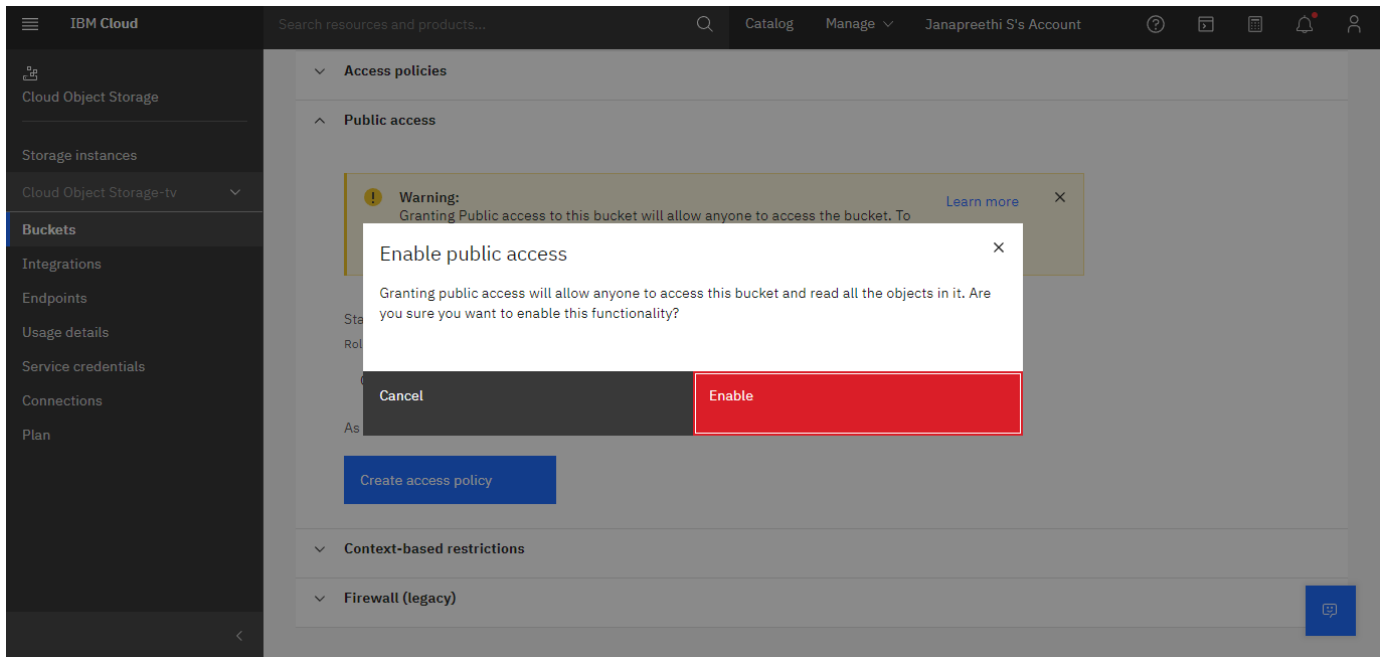 IBM Cloud
Search resources and products...
Catalog
Manage
Janapreethi S's Account
Cloud Object Storage
Storage instances
Cloud Object Storage-tv
Buckets
Integrations
Endpoints
Usage details
Service credentials
Connections
Plan
Access policies
Public access
Warning:
Granting Public access to this bucket will allow anyone to access the bucket. To
Learn more
Enable public access
Granting public access will allow anyone to access this bucket and read all the objects in it. Are
you sure you want to enable this functionality?
Cancel
Enable
As
Create access policy
Context-based restrictions
Firewall (legacy)